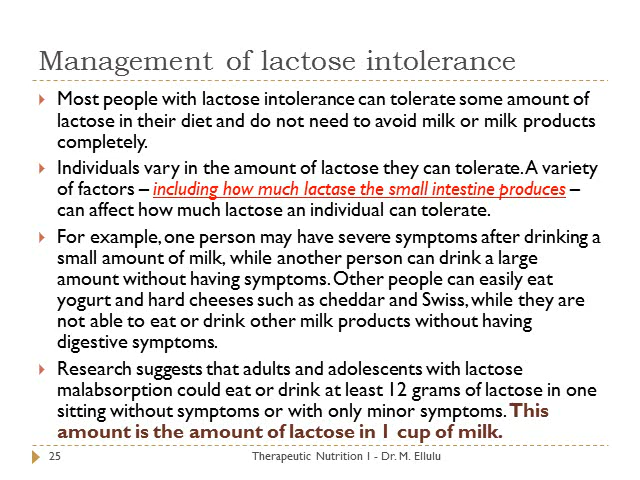 Management of lactose intolerance
Most people with lactose intolerance can tolerate some amount of
lactose in their diet and do not need to avoid milk or milk products
completely.
Individuals vary in the amount of lactose they can tolerate. A variety
of factors – including how much lactase the small intestine produces –
can affect how much lactose an individual can tolerate.
For example, one person may have severe symptoms after drinking a
small amount of milk, while another person can drink a large
amount without having symptoms. Other people can easily eat
yogurt and hard cheeses such as cheddar and Swiss, while they are
not able to eat or drink other milk products without having
digestive symptoms.
Research suggests that adults and adolescents with lactose
malabsorption could eat or drink at least 12 grams of lactose in one
sitting without symptoms or with only minor symptoms. This
amount is the amount of lactose in 1 cup of milk.
25 Therapeutic Nutrition I - Dr. M. Ellulu